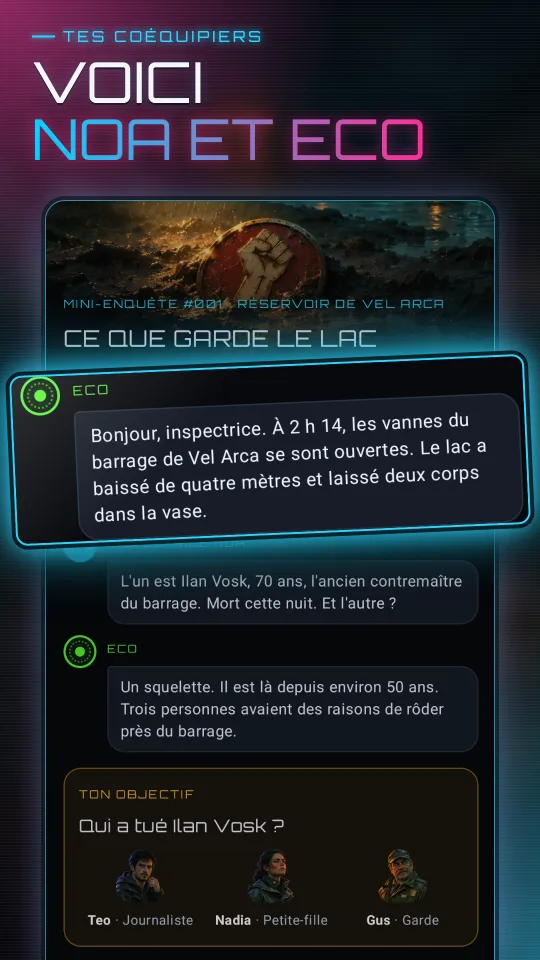 TES COÉQUIPIERS
VOICI
NOA ET ECO
MINI-ENQUÊTE #001 · RÉSERVOIR DE VEL ARCA
CE QUE GARDE LE LAC
ECO
Bonjour, inspectrice. À 2 h 14, les vannes du
barrage de Vel Arca se sont ouvertes. Le lac a
baissé de quatre mètres et laissé deux corps
dans la vase.
L'un est Ilan Vosk, 70 ans, l'ancien contremaître
du barrage. Mort cette nuit. Et l'autre ?
ECO
Un squelette. Il est là depuis environ 50 ans.
Trois personnes avaient des raisons de rôder
près du barrage.
TON OBJECTIF
Qui a tué Ilan Vosk ?
Teo · Journaliste
Nadia · Petite-fille
Gus · Garde